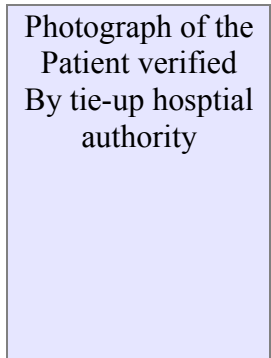 Photograph of the
Patient verified
By tie-up hosptial
authority